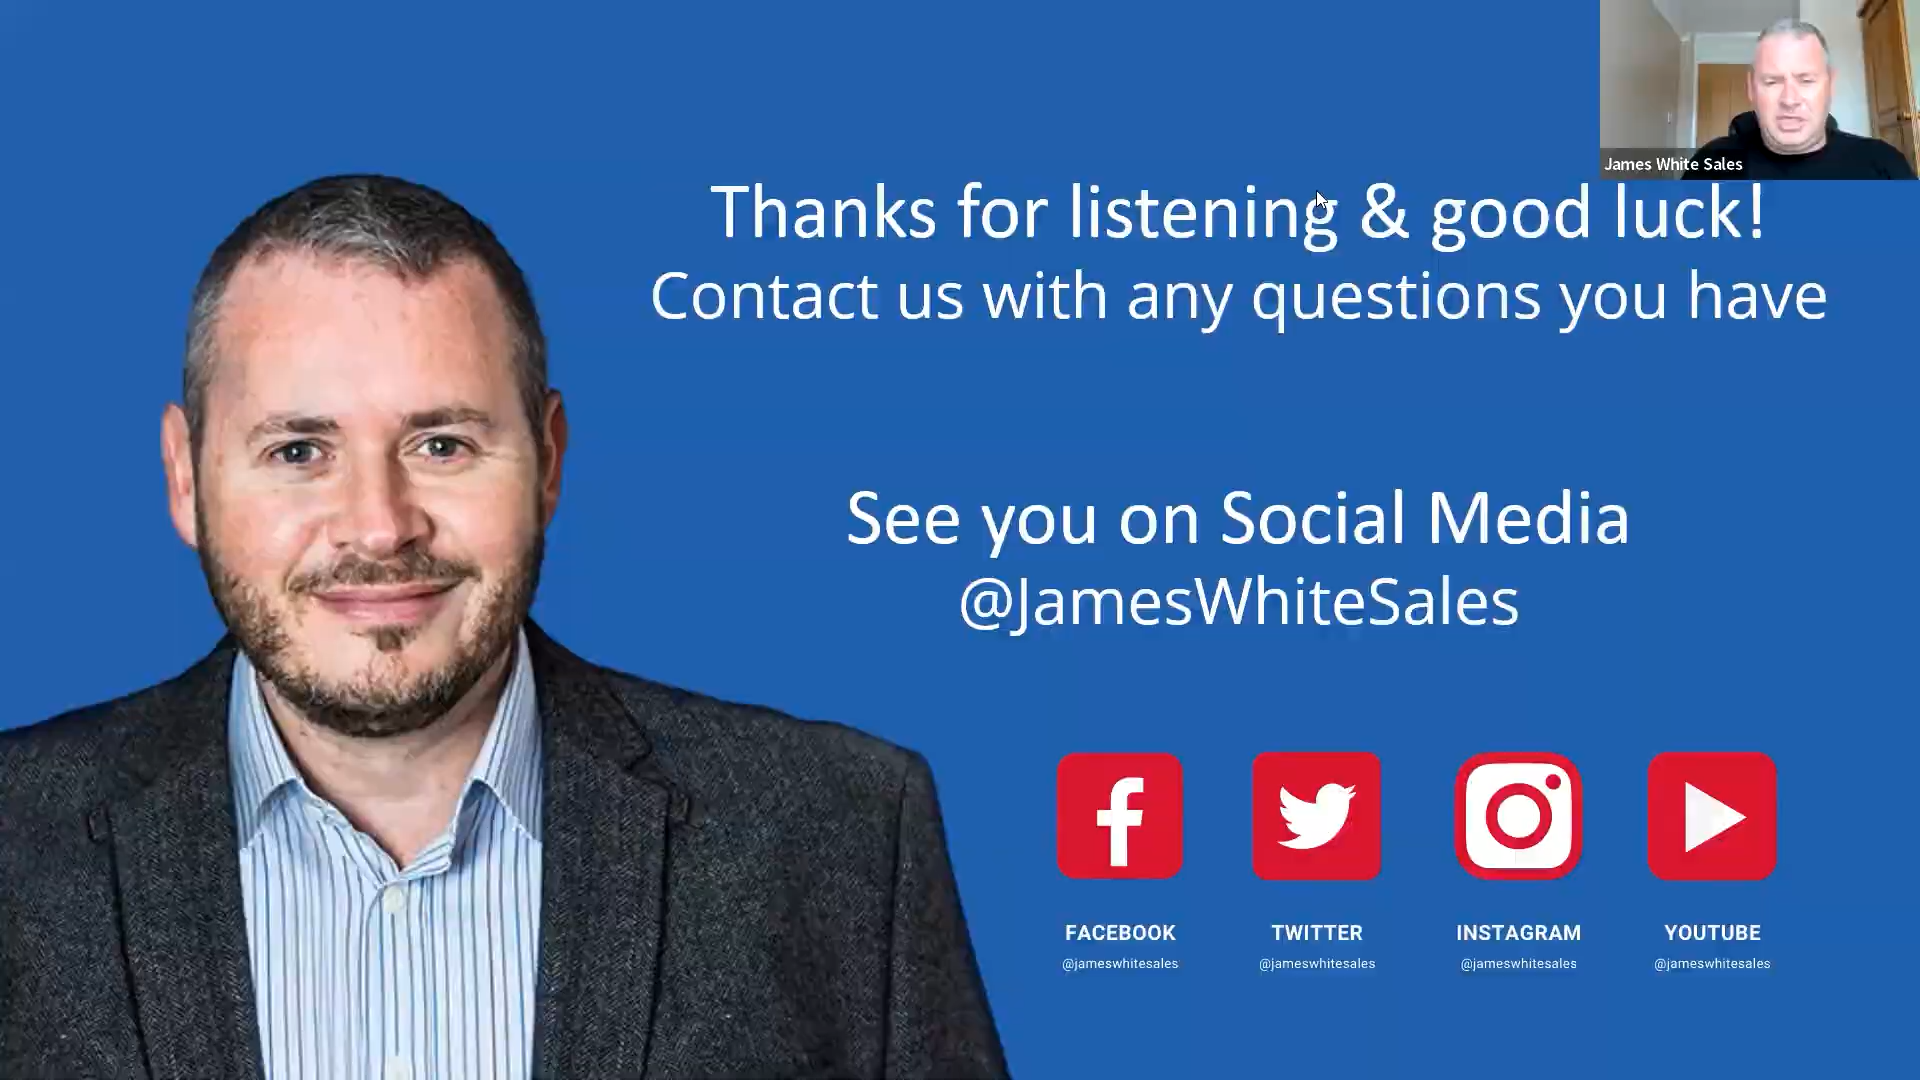 James White Sales
Thanks for listening & good luck!
Contact us with any questions you have
See you on Social Media
@JamesWhiteSales
FACEBOOK
@jameswhitesales
TWITTER
@jameswhitesales
INSTAGRAM
@jameswhitesales
YOUTUBE
@jameswhitesales